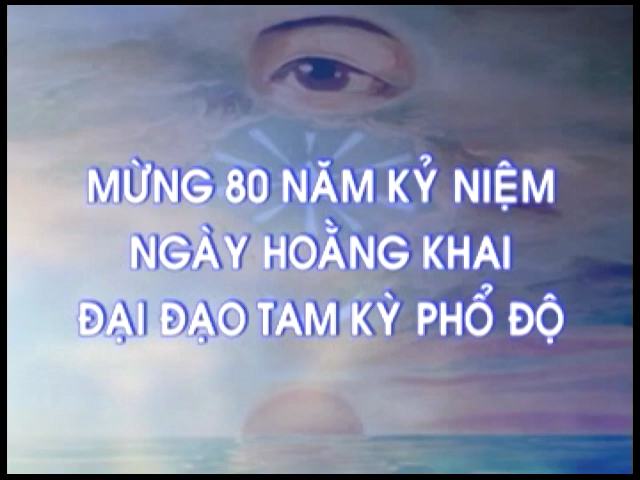 MỪNG 80 NĂM KỶ NIỆM
NGÀY HOẰNG KHAI
ĐẠI ĐẠO TAM KỲ PHỔ ĐỘ